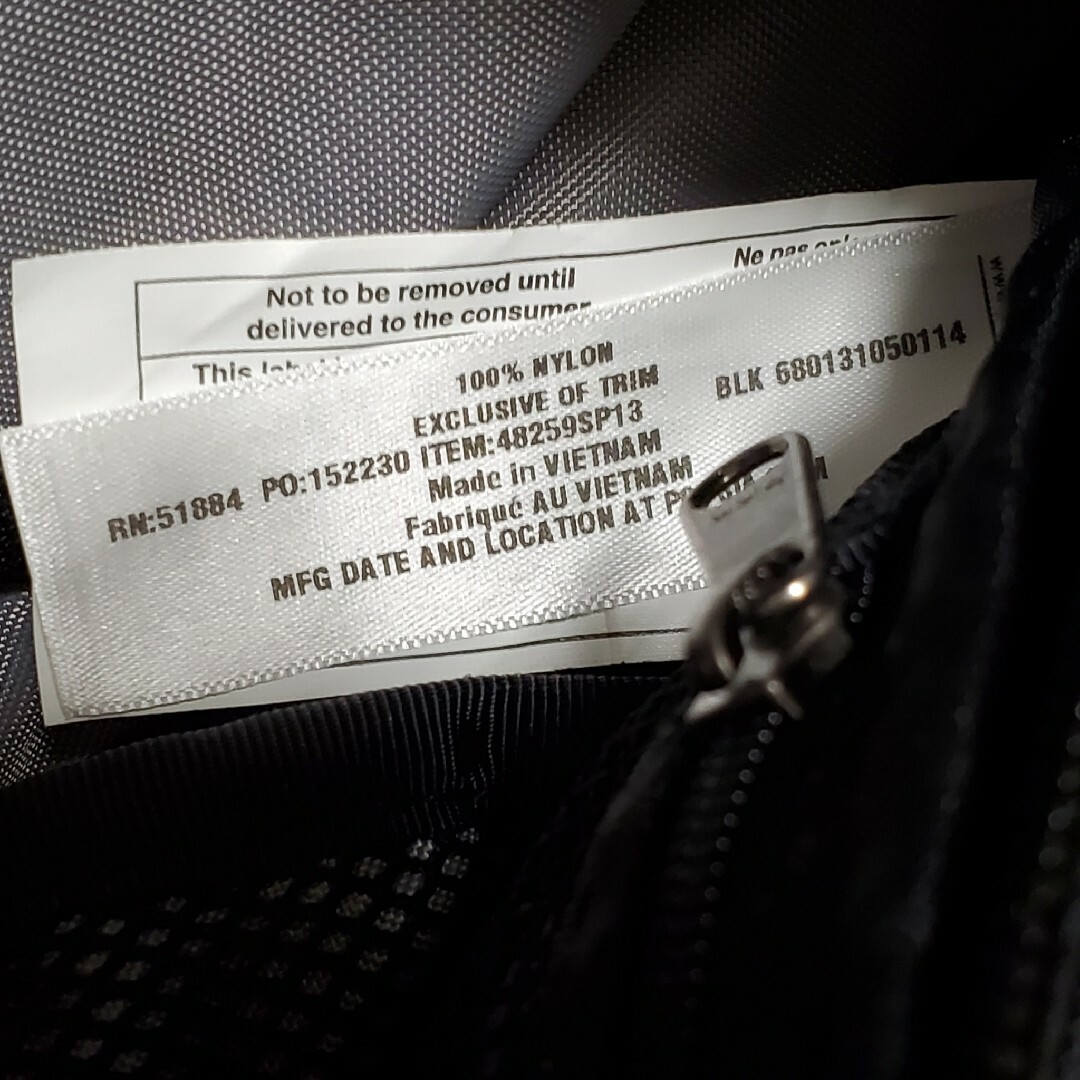 Not to be removed until
delivered to the consumer
Ne pas
This
100% NYLON
EXCLUSIVE OF TRIM
RN:51884 PO:152230 ITEM:48259SP13
BLK 680131050114
Made in VIETNAM
Fabriqué AU VIETNAM
MFG DATE AND LOCATION AT